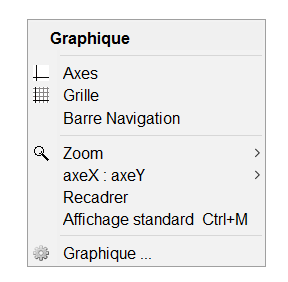 Graphique
Axes
Grille
Barre Navigation
Zoom
axeX : axeY
Recadrer
Affichage standard Ctrl+M
Graphique ...